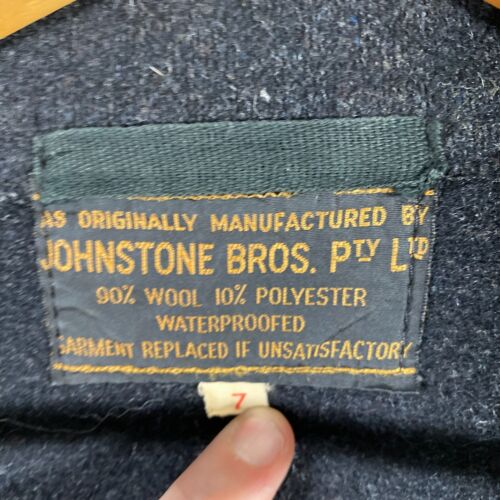 AS ORIGINALLY MANUFACTURED BY
JOHNSTONE BROS. PTY LTD
90% WOOL 10% POLYESTER
WATERPROOFED
GARMENT REPLACED IF UNSATISFACTORY
7